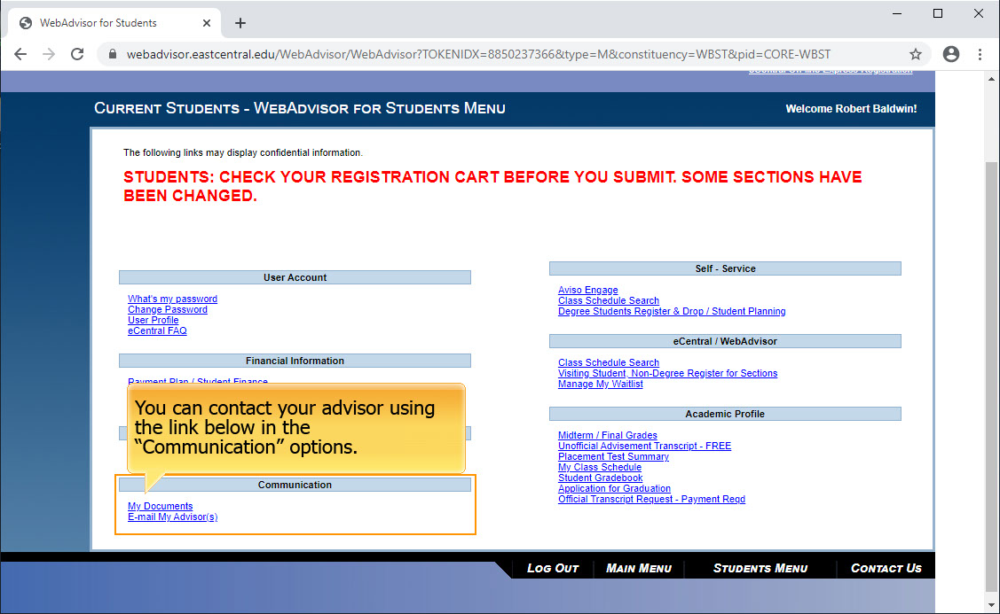 WebAdvisor for Students
webadvisor.eastcentral.edu/WebAdvisor/WebAdvisor?TOKENIDX=8850237366&type=M&constituency=WBST&pid=CORE-WBST
CURRENT STUDENTS - WEBADVISOR FOR STUDENTS MENU
Welcome Robert Baldwin!
The following links may display confidential information.
STUDENTS: CHECK YOUR REGISTRATION CART BEFORE YOU SUBMIT. SOME SECTIONS HAVE
BEEN CHANGED.
User Account
What's my password
Change Password
User Profile
eCentral FAQ
Financial Information
Payment Plan / Student Finance
You can contact your advisor using
the link below in the
“Communication” options.
Communication
My Documents
E-mail My Advisor(s)
Self - Service
Aviso Engage
Class Schedule Search
Degree Students Register & Drop / Student Planning
eCentral / WebAdvisor
Class Schedule Search
Visiting Student, Non-Degree Register for Sections
Manage My Waitlist
Academic Profile
Midterm / Final Grades
Unofficial Advisement Transcript - FREE
Placement Test Summary
My Class Schedule
Student Gradebook
Application for Graduation
Official Transcript Request - Payment Reqd
LOG OUT
MAIN MENU
STUDENTS MENU
CONTACT US